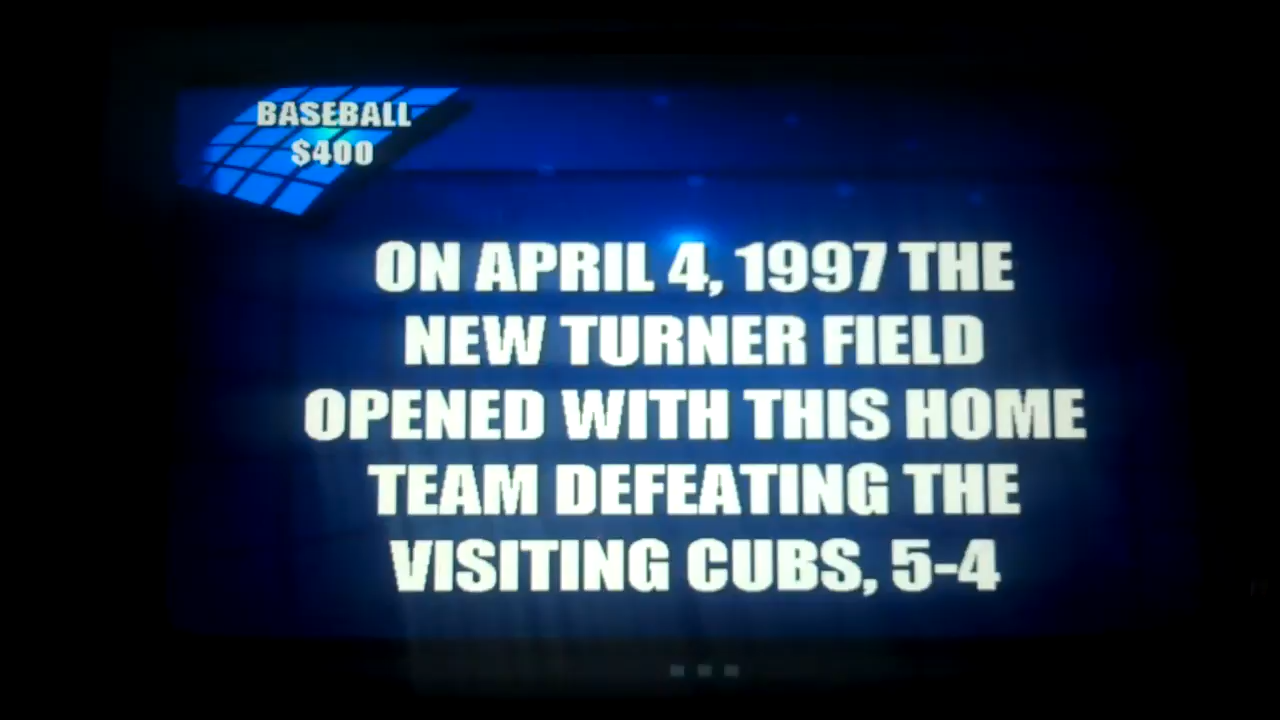 BASEBALL
$400
ON APRIL 4, 1997 THE
NEW TURNER FIELD
OPENED WITH THIS HOME
TEAM DEFEATING THE
VISITING CUBS, 5-4